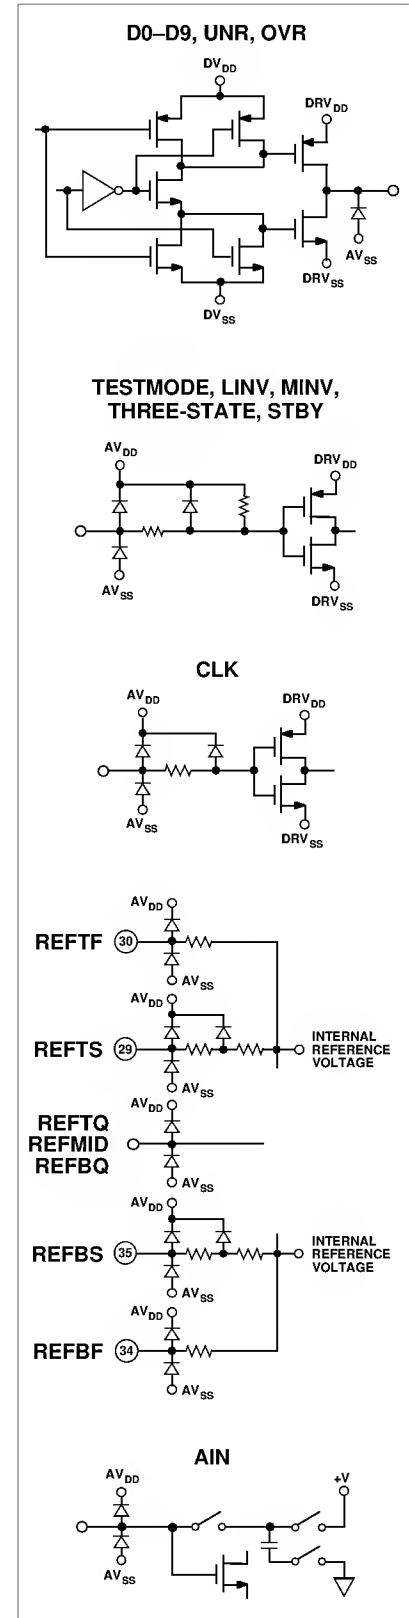 D0–D9, UNR, OVR
DVDD
DRVDD
DRVSS
AVSS
DVSS
TESTMODE, LINV, MINV,
THREE-STATE, STBY
AVDD
DRVDD
AVSS
DRVSS
CLK
AVDD
DRVDD
AVSS
DRVSS
AVDD
REFTF 30
AVSS
AVDD
REFTS 29 INTERNAL
REFERENCE
VOLTAGE
AVSS
REFTQ AVDD
REFMID
REFBQ
AVSS
AVDD
REFBS 35 INTERNAL
REFERENCE
VOLTAGE
AVSS
AVDD
REFBF 34
AVSS
AIN
AVDD
+V
AVSS